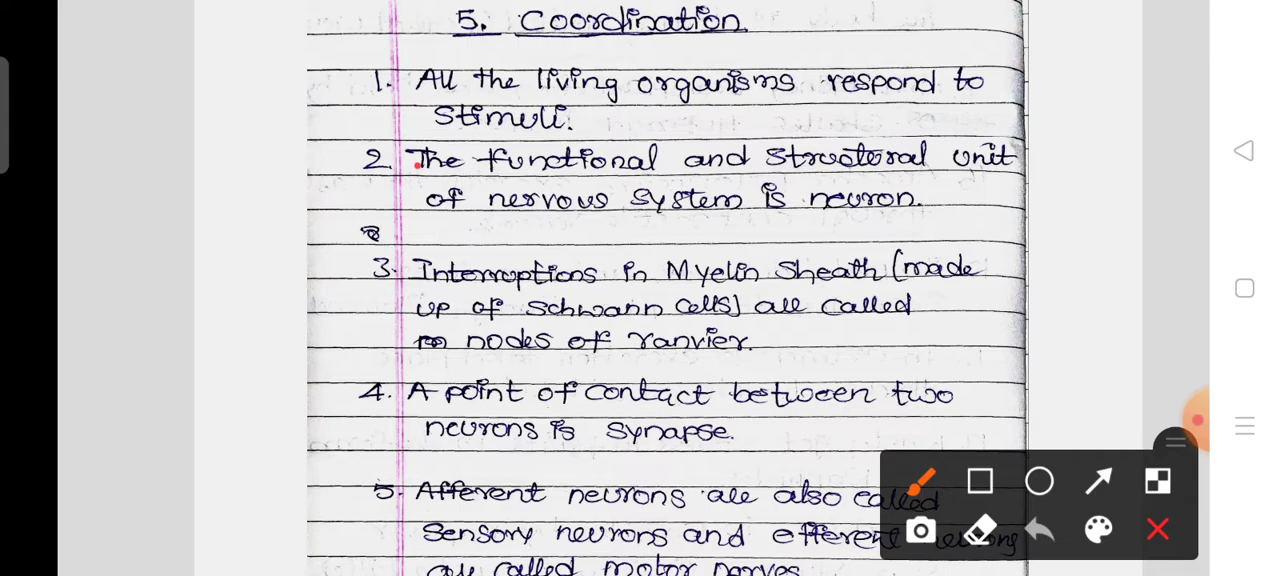 5. Coordination
1. All the living organisms respond to
stimuli.
2. The functional and structural unit
of nervous system is neuron.
3. Interruptions in Myelin Sheath (made
up of Schwann cells) are called
nodes of ranvier.
4. A point of contact between two
neurons is synapse.
5. Afferent neurons are also called
sensory neurons and efferent neurons
are called motor nerves